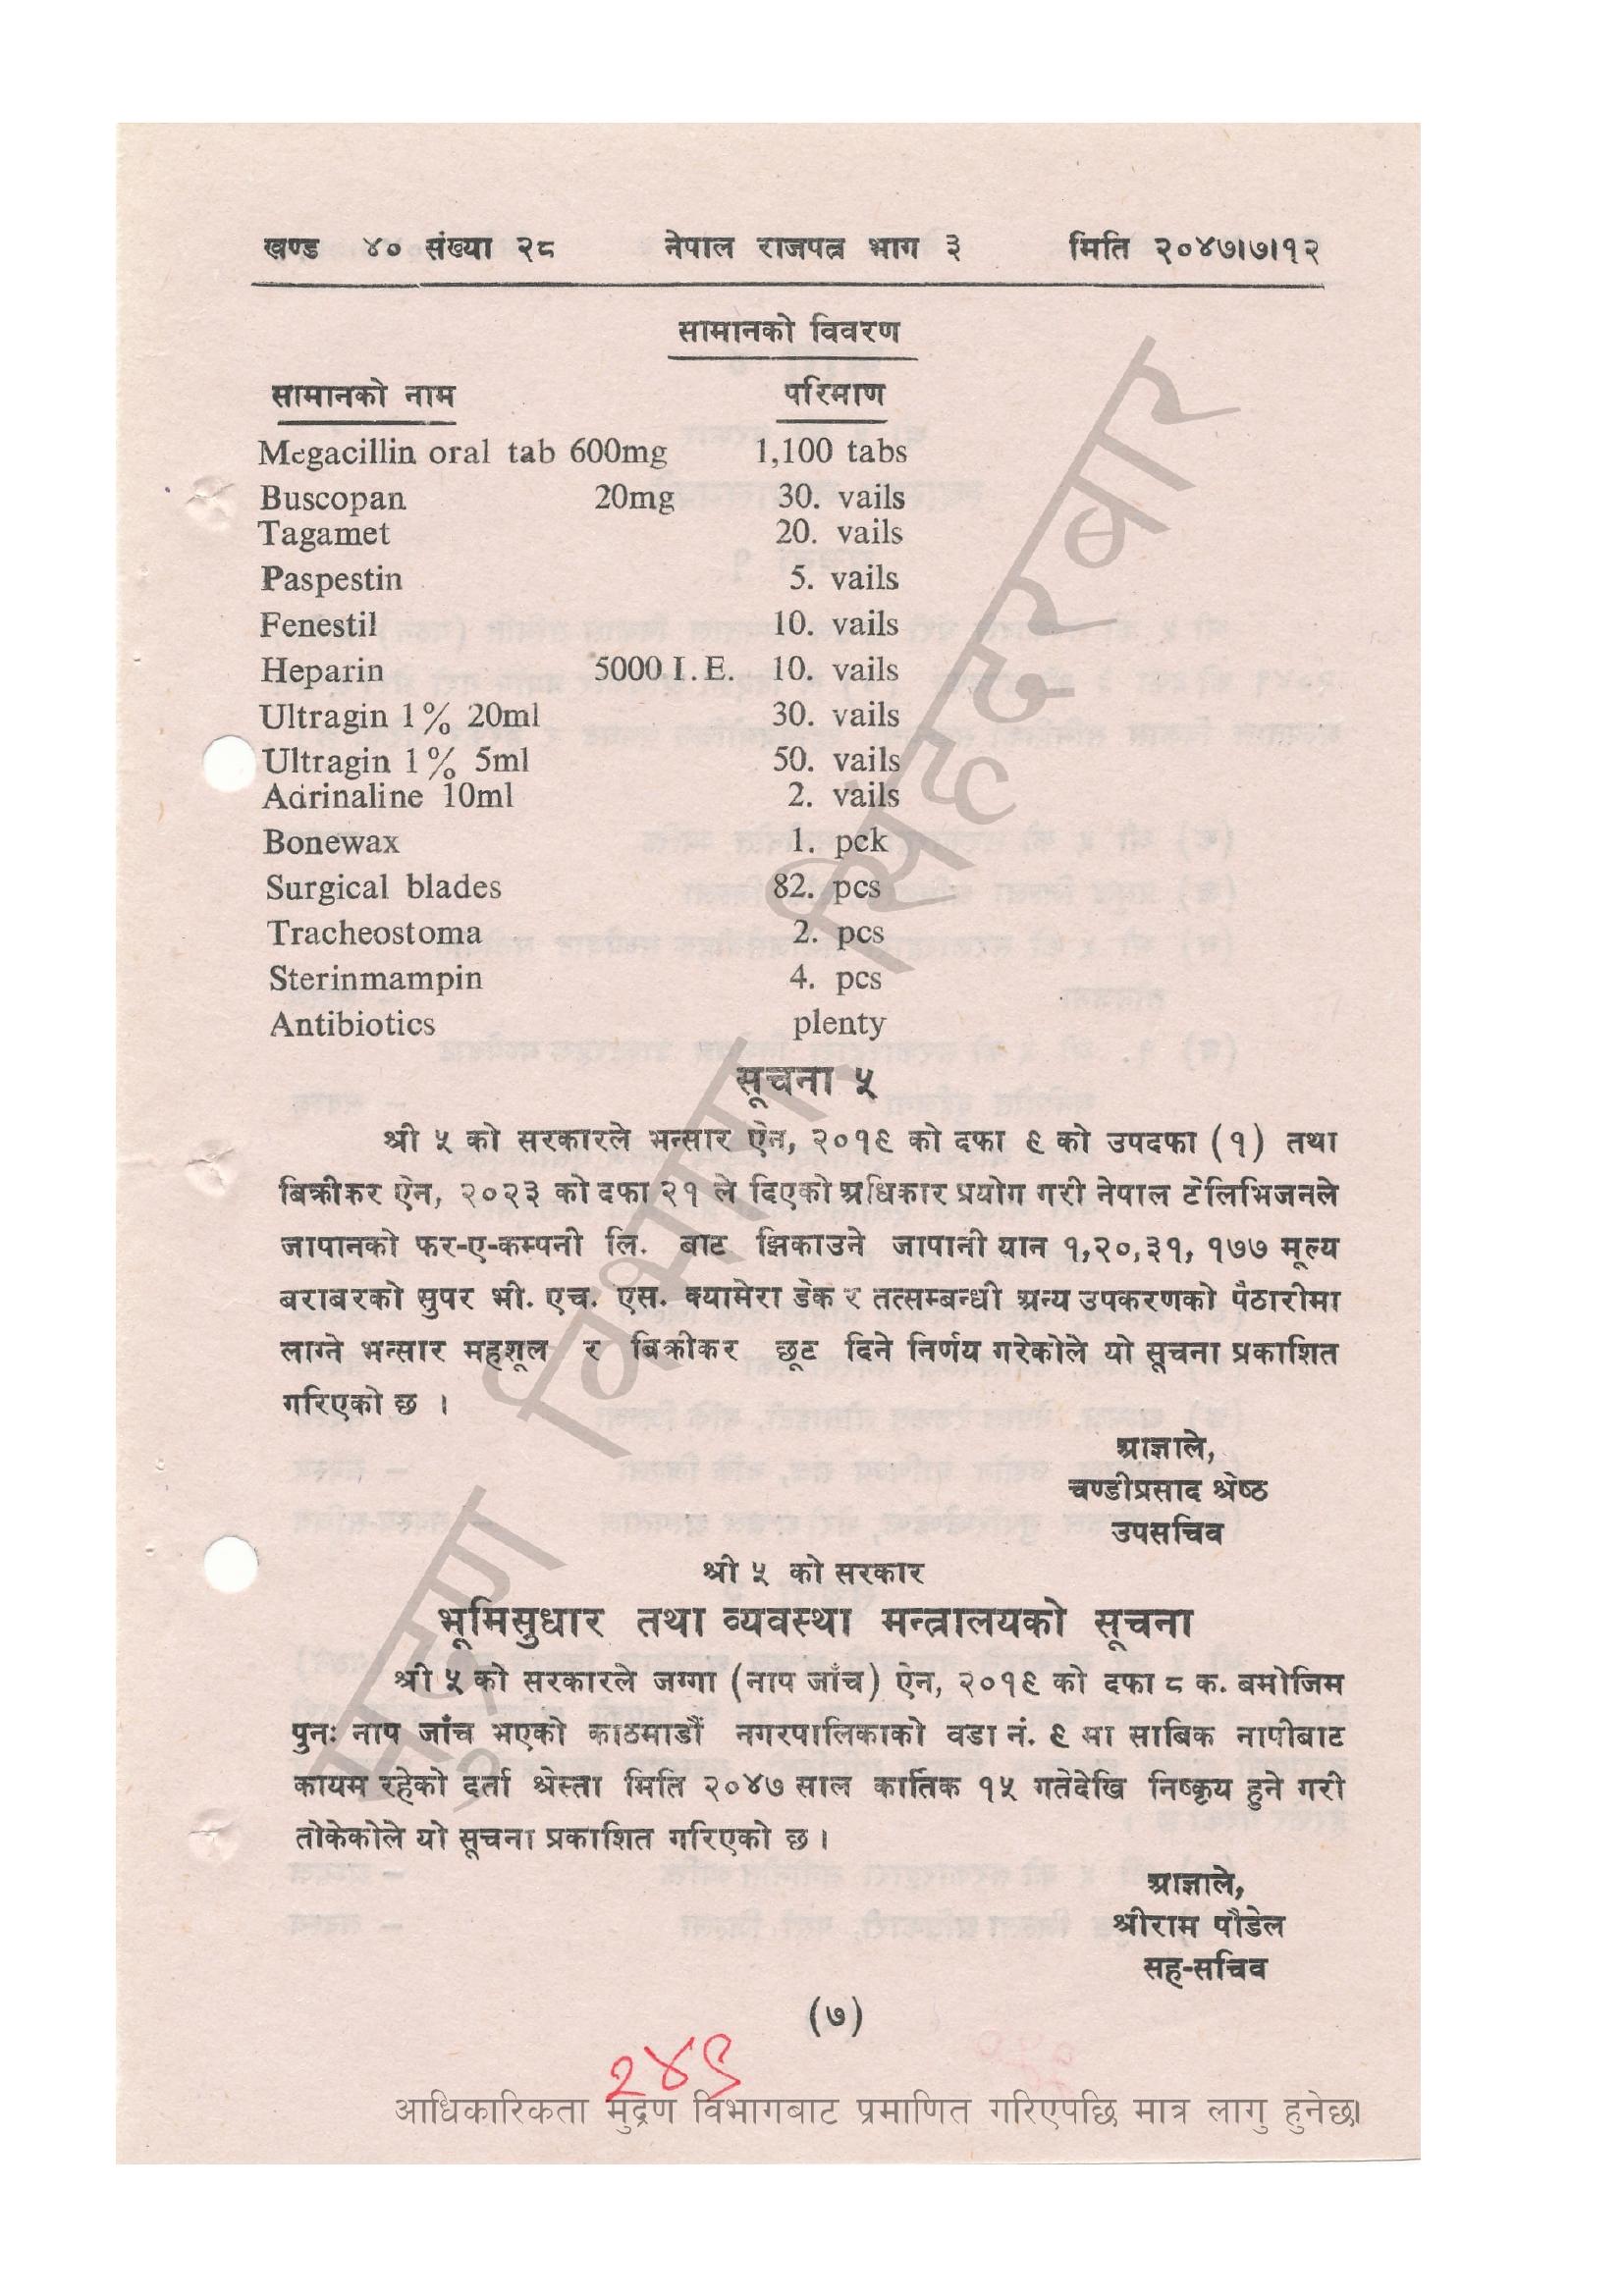 खण्ड ४० संख्या २८ नेपाल राजपत्र भाग ३ मिति २०४७।७।१२
सामानको विवरण
सामानको नाम परिमाण
Megacillin oral tab 600mg 1,100 tabs
Buscopan 20mg 30. vails
Tagamet 20. vails
Paspestin 5. vails
Fenestil 10. vails
Heparin 5000 I.E. 10. vails
Ultragin 1% 20ml 30. vails
Ultragin 1% 5ml 50. vails
Adrinaline 10ml 2. vails
Bonewax 1. pck
Surgical blades 82. pcs
Tracheostoma 2. pcs
Sterinmampin 4. pcs
Antibiotics plenty
सूचना ५
श्री ५ को सरकारले भन्सार ऐन, २०१९ को दफा ९ को उपदफा (१) तथा
बिक्रीकर ऐन, २०२३ को दफा २१ ले दिएको अधिकार प्रयोग गरी नेपाल टेलिभिजनले
जापानको फर-ए-कम्पनी लि. बाट झिकाउने जापानी यान १,२०,३१, १७७ मूल्य
बराबरको सुपर भी. एच. एस. क्यामेरा डेक र तत्सम्बन्धी अन्य उपकरणको पैठारीमा
लाग्ने भन्सार महशूल र बिक्रीकर छूट दिने निर्णय गरेकोले यो सूचना प्रकाशित
गरिएको छ ।
आज्ञाले,
चण्डीप्रसाद श्रेष्ठ
उपसचिव
श्री ५ को सरकार
भूमिसुधार तथा व्यवस्था मन्त्रालयको सूचना
श्री ५ को सरकारले जग्गा (नाप जाँच) ऐन, २०१९ को दफा ८ क. बमोजिम
पुनः नाप जाँच भएको काठमाडौं नगरपालिकाको वडा नं. ९ मा साबिक नापीबाट
कायम रहेको दर्ता श्रेस्ता मिति २०४७ साल कार्तिक १५ गतेदेखि निष्कृय हुने गरी
तोकेकोले यो सूचना प्रकाशित गरिएको छ ।
आज्ञाले,
श्रीराम पौडेल
सह-सचिव
(७)
२४९
आधिकारिकता मुद्रण विभागबाट प्रमाणित गरिएपछि मात्र लागु हुनेछ।
मुद्रण विभाग, सिंहदरबार